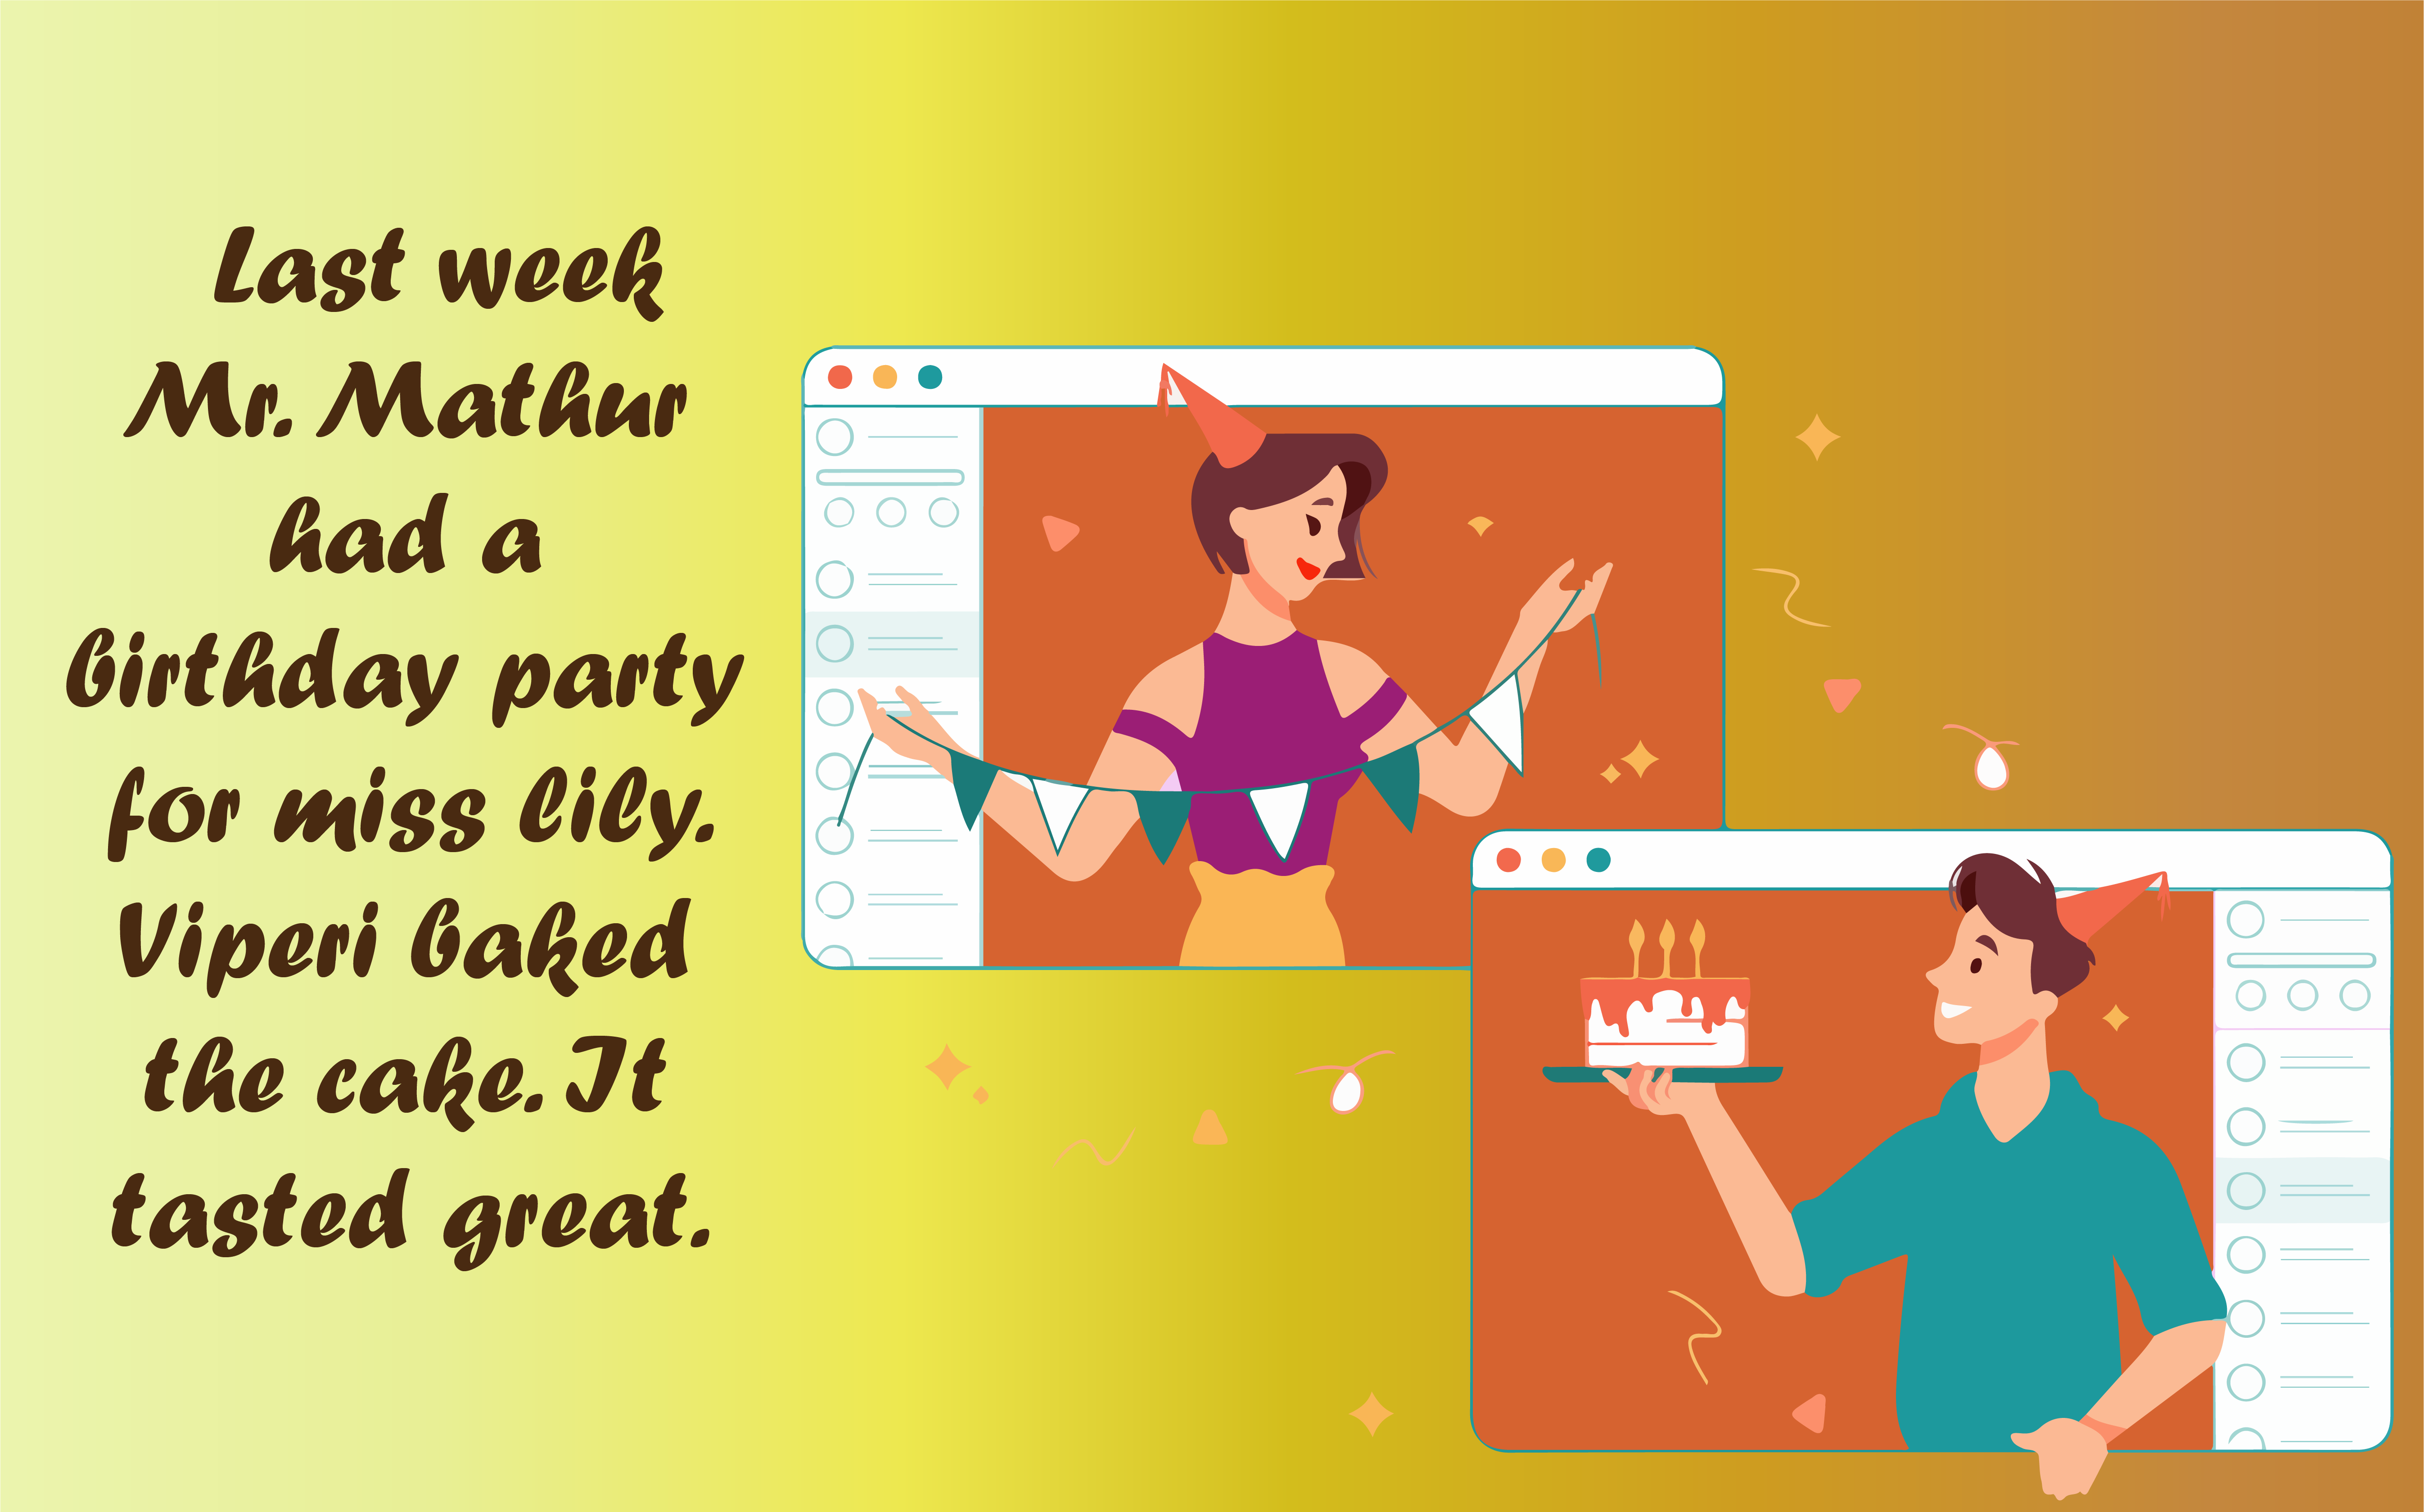 Last week
Mr. Mathur
had a
birthday party
for miss lily.
Viperi baked
the cake. It
tasted great.